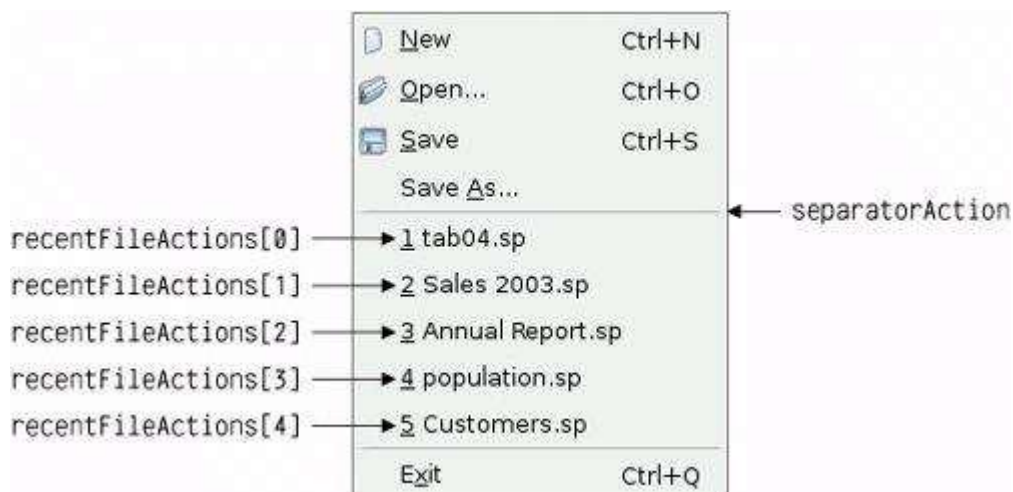 New Ctrl+N
Open... Ctrl+O
Save Ctrl+S
Save As...
separatorAction
recentFileActions[0] 1 tab04.sp
recentFileActions[1] 2 Sales 2003.sp
recentFileActions[2] 3 Annual Report.sp
recentFileActions[3] 4 population.sp
recentFileActions[4] 5 Customers.sp
Exit Ctrl+Q